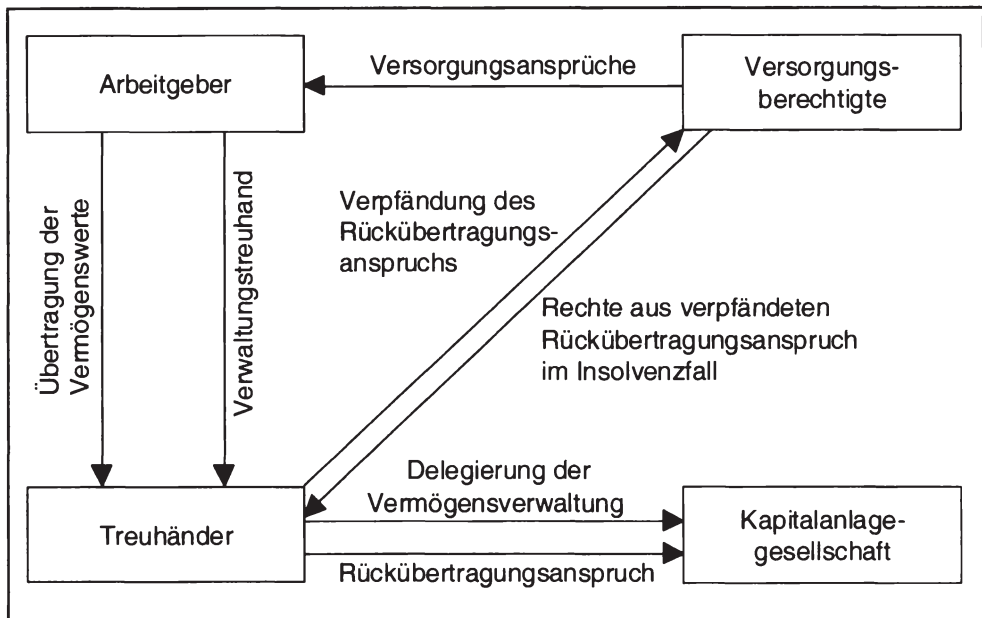 Arbeitgeber
Versorgungsansprüche
Versorgungs-
berechtigte
Übertragung der
Vermögenswerte
Verwaltungstreuhand
Verpfändung des
Rückübertragungs-
anspruchs
Rechte aus verpfändeten
Rückübertragungsanspruch
im Insolvenzfall
Treuhänder
Delegierung der
Vermögensverwaltung
Rückübertragungsanspruch
Kapitalanlage-
gesellschaft